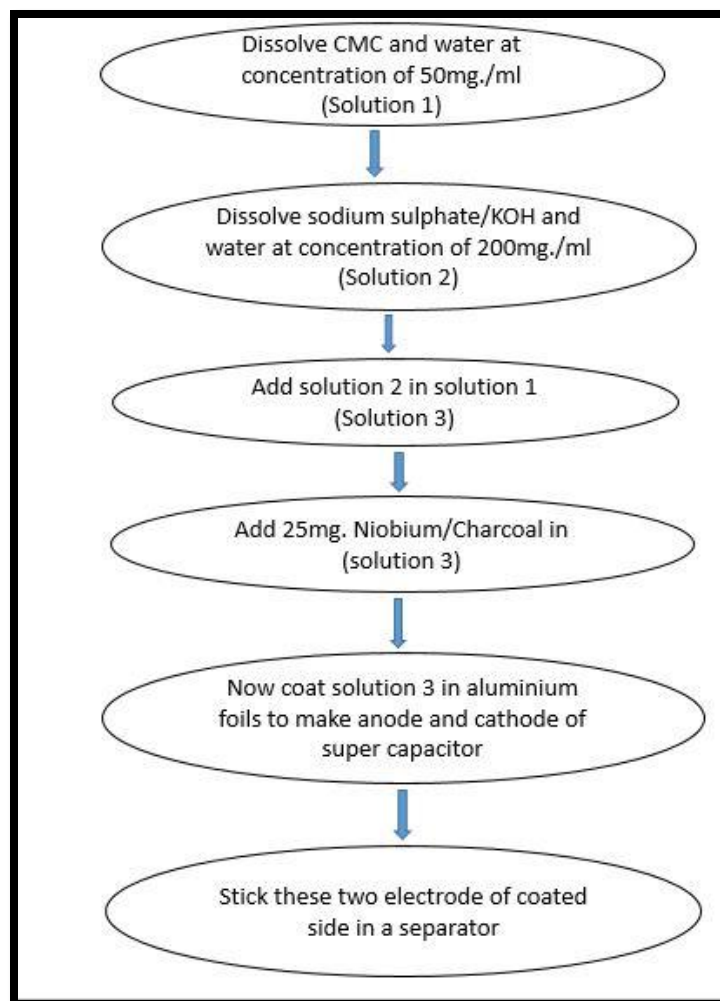 Dissolve CMC and water at
concentration of 50mg./ml
(Solution 1)
Dissolve sodium sulphate/KOH and
water at concentration of 200mg./ml
(Solution 2)
Add solution 2 in solution 1
(Solution 3)
Add 25mg. Niobium/Charcoal in
(solution 3)
Now coat solution 3 in aluminium
foils to make anode and cathode of
super capacitor
Stick these two electrode of coated
side in a separator